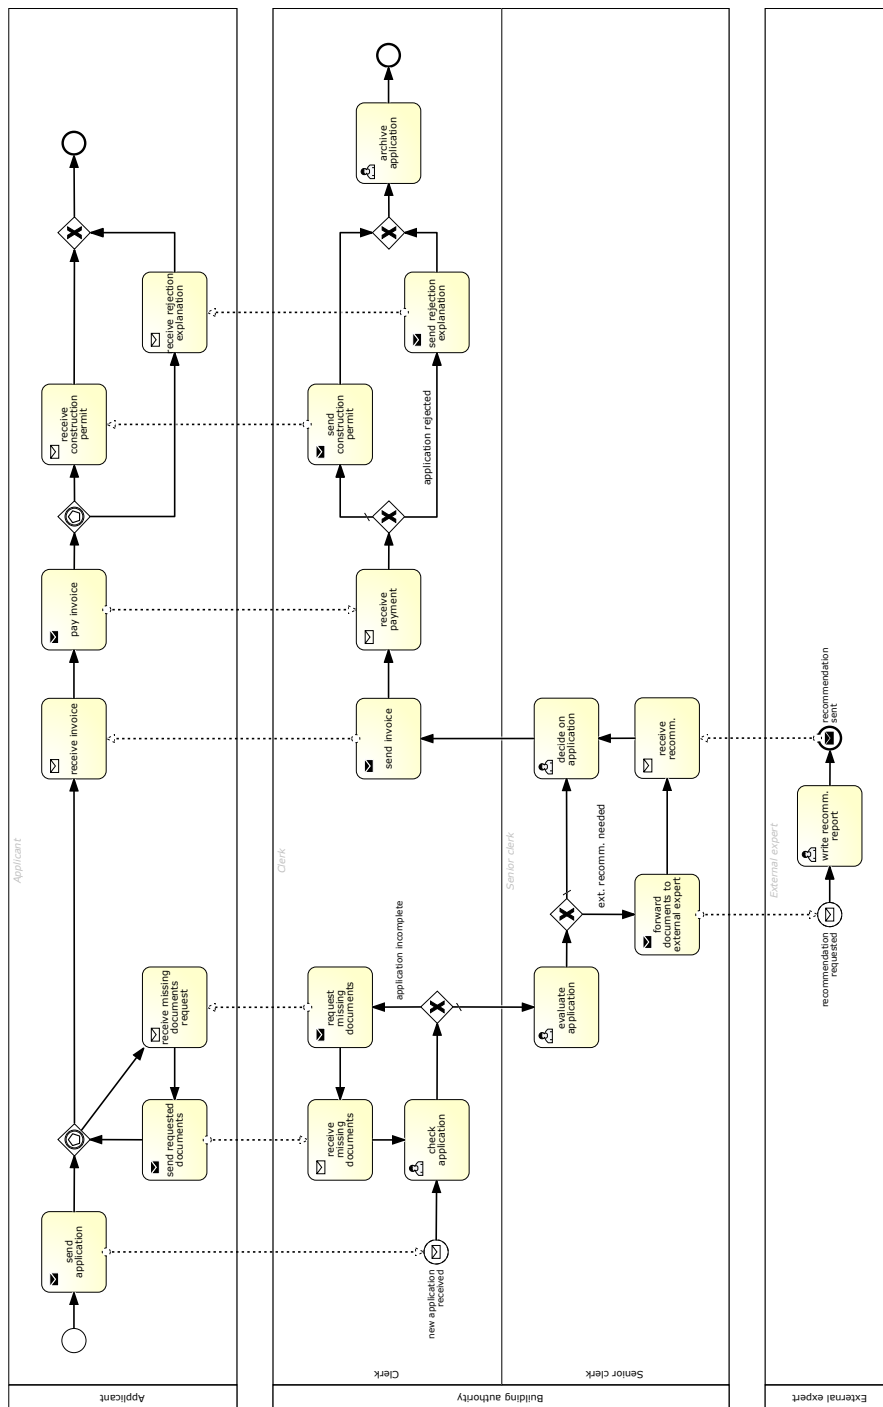 Applicant
Applicant
send
application
send requested
documents
receive missing
documents
request
receive invoice
pay invoice
receive
construction
permit
eceive rejection
explanation
Building authority
Clerk
Clerk
new application
received
check
application
receive
missing
documents
request
missing
documents
application incomplete
send invoice
receive
payment
send
construction
permit
application rejected
send rejection
explanation
archive
application
Senior clerk
Senior clerk
evaluate
application
ext. recomm. needed
forward
documents to
external expert
decide on
application
receive
recomm.
External expert
External expert
recommendation
requested
write recomm.
report
recommendation
sent